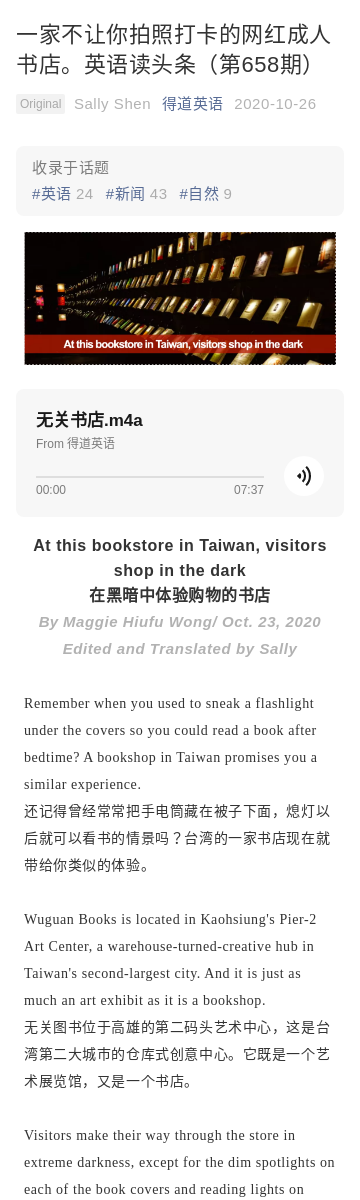 一家不让你拍照打卡的网红成人
书店。英语读头条（第658期）
Original Sally Shen 得道英语 2020-10-26
收录于话题
#英语 24 #新闻 43 #自然 9
At this bookstore in Taiwan, visitors shop in the dark
无关书店.m4a
From 得道英语
00:00 07:37
At this bookstore in Taiwan, visitors
shop in the dark
在黑暗中体验购物的书店
By Maggie Hiufu Wong/ Oct. 23, 2020
Edited and Translated by Sally
Remember when you used to sneak a flashlight
under the covers so you could read a book after
bedtime? A bookshop in Taiwan promises you a
similar experience.
还记得曾经常常把手电筒藏在被子下面，熄灯以
后就可以看书的情景吗？台湾的一家书店现在就
带给你类似的体验。
Wuguan Books is located in Kaohsiung's Pier-2
Art Center, a warehouse-turned-creative hub in
Taiwan's second-largest city. And it is just as
much an art exhibit as it is a bookshop.
无关图书位于高雄的第二码头艺术中心，这是台
湾第二大城市的仓库式创意中心。它既是一个艺
术展览馆，又是一个书店。
Visitors make their way through the store in
extreme darkness, except for the dim spotlights on
each of the book covers and reading lights on